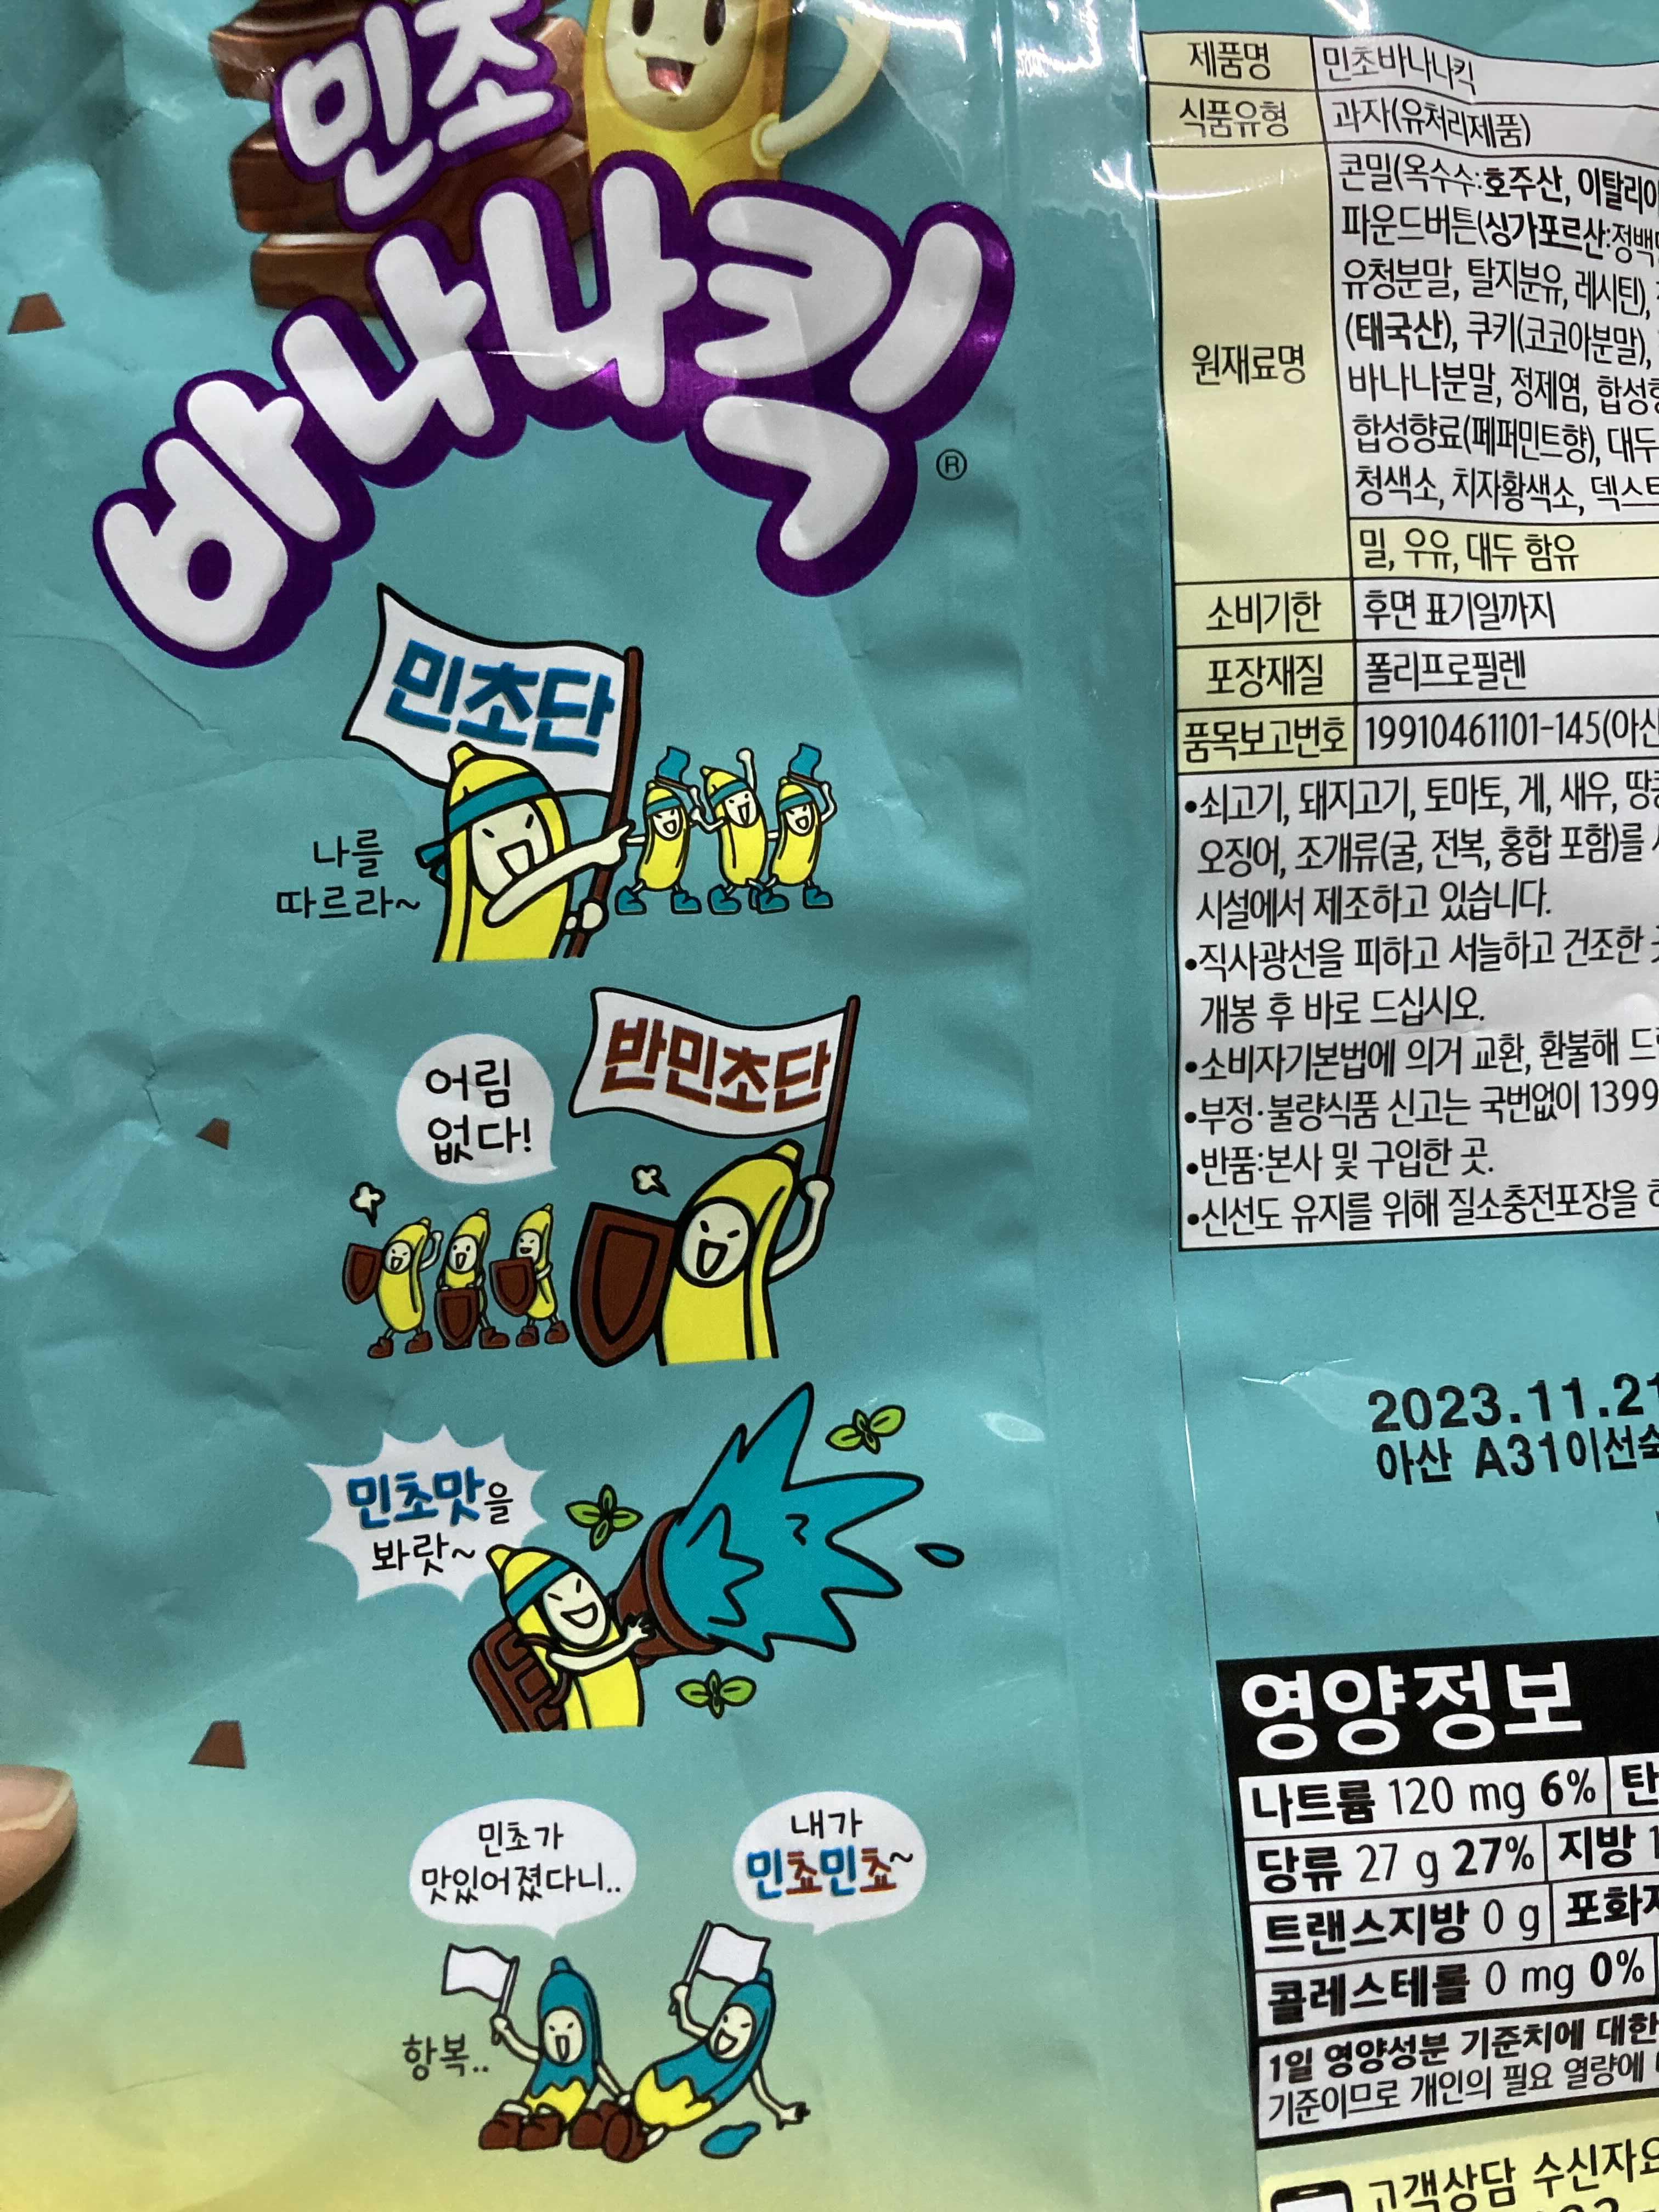 민초
바나나킥
®
민초단
나를
따르라~
반민초단
어림
없다!
민초맛을
봐랏~
민초가
맛있어졌다니..
내가
민쵸민쵸~
항복..
제품명 민초바나나킥
식품유형 과자(유처리제품)
원재료명
콘밀(옥수수:호주산, 이탈리아
파운드버튼(싱가포르산:정백
유청분말, 탈지분유, 레시틴),
(태국산), 쿠키(코코아분말),
바나나분말, 정제염, 합성향
합성향료(페퍼민트향), 대두
청색소, 치자황색소, 덱스트
밀, 우유, 대두 함유
소비기한 후면 표기일까지
포장재질 폴리프로필렌
품목보고번호 19910461101-145(아산
•쇠고기, 돼지고기, 토마토, 게, 새우, 땅콩
오징어, 조개류(굴, 전복, 홍합 포함)를
시설에서 제조하고 있습니다.
•직사광선을 피하고 서늘하고 건조한
개봉 후 바로 드십시오.
•소비자기본법에 의거 교환, 환불해 드
•부정·불량식품 신고는 국번없이 1399
•반품:본사 및 구입한 곳.
•신선도 유지를 위해 질소충전포장을
2023.11.21
아산 A31이선숙
영양정보
나트륨 120 mg 6% 탄
당류 27 g 27% 지방 1
트랜스지방 0 g 포화지
콜레스테롤 0 mg 0%
1일 영양성분 기준치에 대한
기준이므로 개인의 필요 열량에
고객상담 수신자요